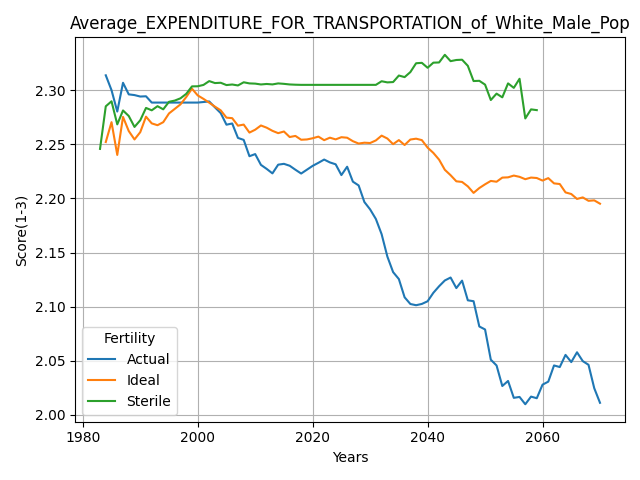 Average_EXPENDITURE_FOR_TRANSPORTATION_of_White_Male_Pop
Score(1-3)
2.30
2.25
2.20
2.15
2.10
2.05
2.00
Fertility
Actual
Ideal
Sterile
1980
2000
2020
2040
2060
Years